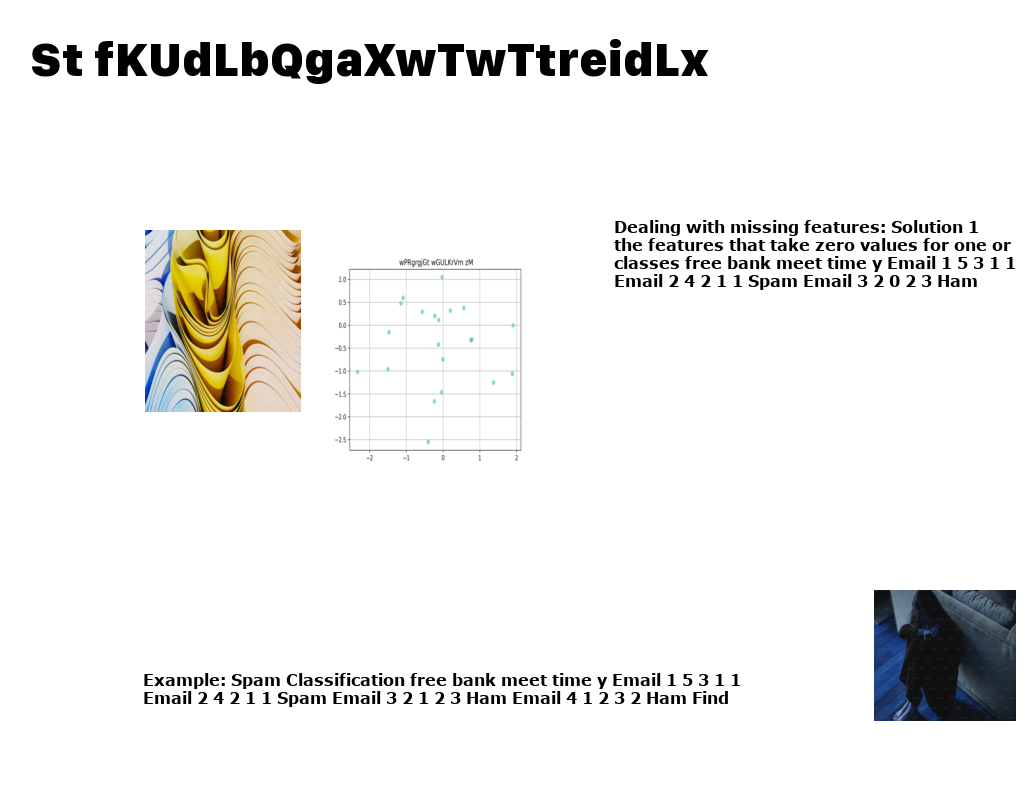 St fKUdLbQgaXwTwTtreidLx
Dealing with missing features: Solution 1
the features that take zero values for one or
classes free bank meet time y Email 1 5 3 1 1
Email 2 4 2 1 1 Spam Email 3 2 0 2 3 Ham
wPRgrgjGt wGULKrVm zM
1.0
0.5
0.0
−0.5
−1.0
−1.5
−2.0
−2.5
−2 −1 0 1 2
Example: Spam Classification free bank meet time y Email 1 5 3 1 1
Email 2 4 2 1 1 Spam Email 3 2 1 2 3 Ham Email 4 1 2 3 2 Ham Find